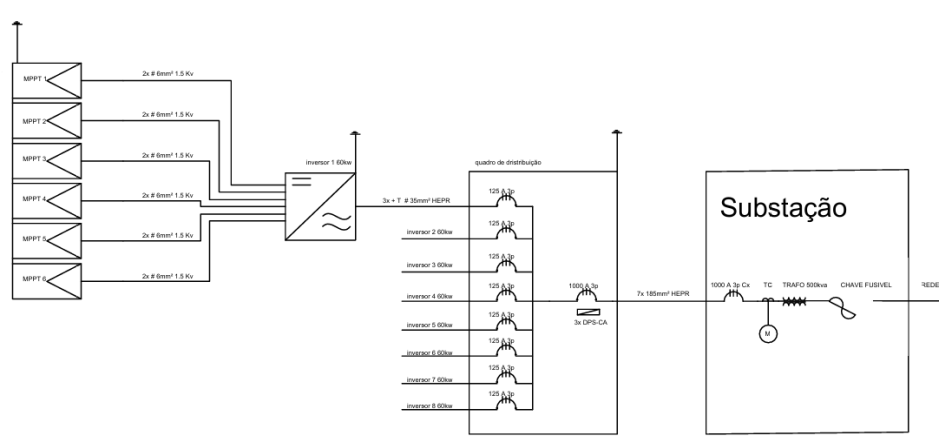 MPPT 1
2x # 6mm² 1.5 Kv
MPPT 2
2x # 6mm² 1.5 Kv
MPPT 3
2x # 6mm² 1.5 Kv
MPPT 4
2x # 6mm² 1.5 Kv
MPPT 5
2x # 6mm² 1.5 Kv
MPPT 6
2x # 6mm² 1.5 Kv
inversor 1 60kw
3x + T # 35mm² HEPR
quadro de dristribuição
125 A 3p
inversor 2 60kw
125 A 3p
inversor 3 60kw
125 A 3p
inversor 4 60kw
125 A 3p
inversor 5 60kw
125 A 3p
inversor 6 60kw
125 A 3p
inversor 7 60kw
125 A 3p
inversor 8 60kw
125 A 3p
1000 A 3p
3x DPS-CA
7x 185mm² HEPR
Substação
1000 A 3p Cx
TC
TRAFO 500kva
CHAVE FUSIVEL
M
REDE